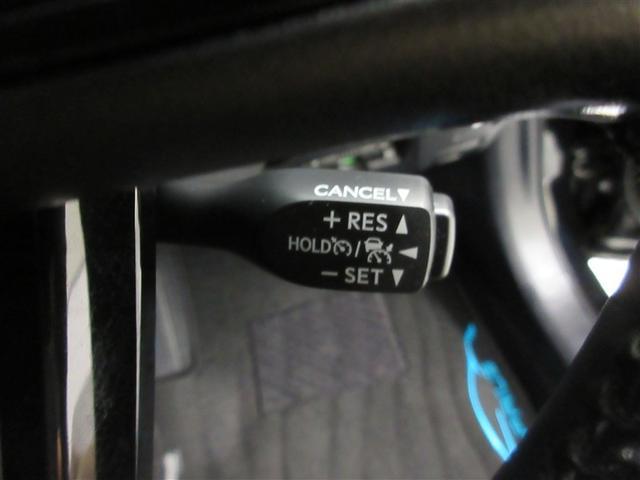 CANCEL▼
+ RES ▲
HOLD / ◀
− SET ▼